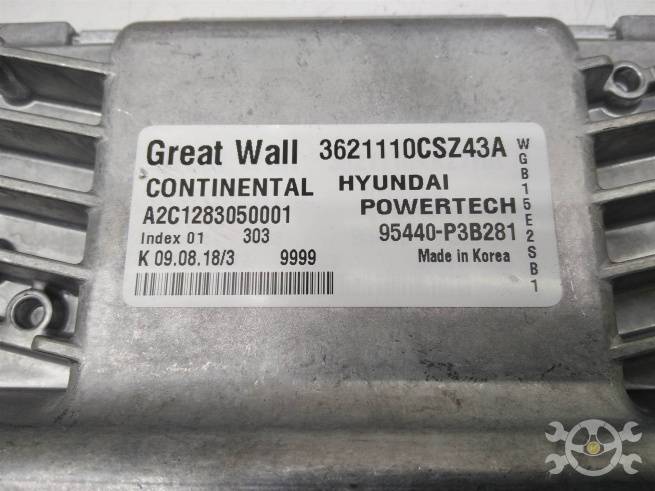 Great Wall 3621110CSZ43A
CONTINENTAL HYUNDAI
A2C1283050001 POWERTECH
Index 01 303 95440-P3B281
K 09.08.18/3 9999 Made in Korea
WGB15E2SB1